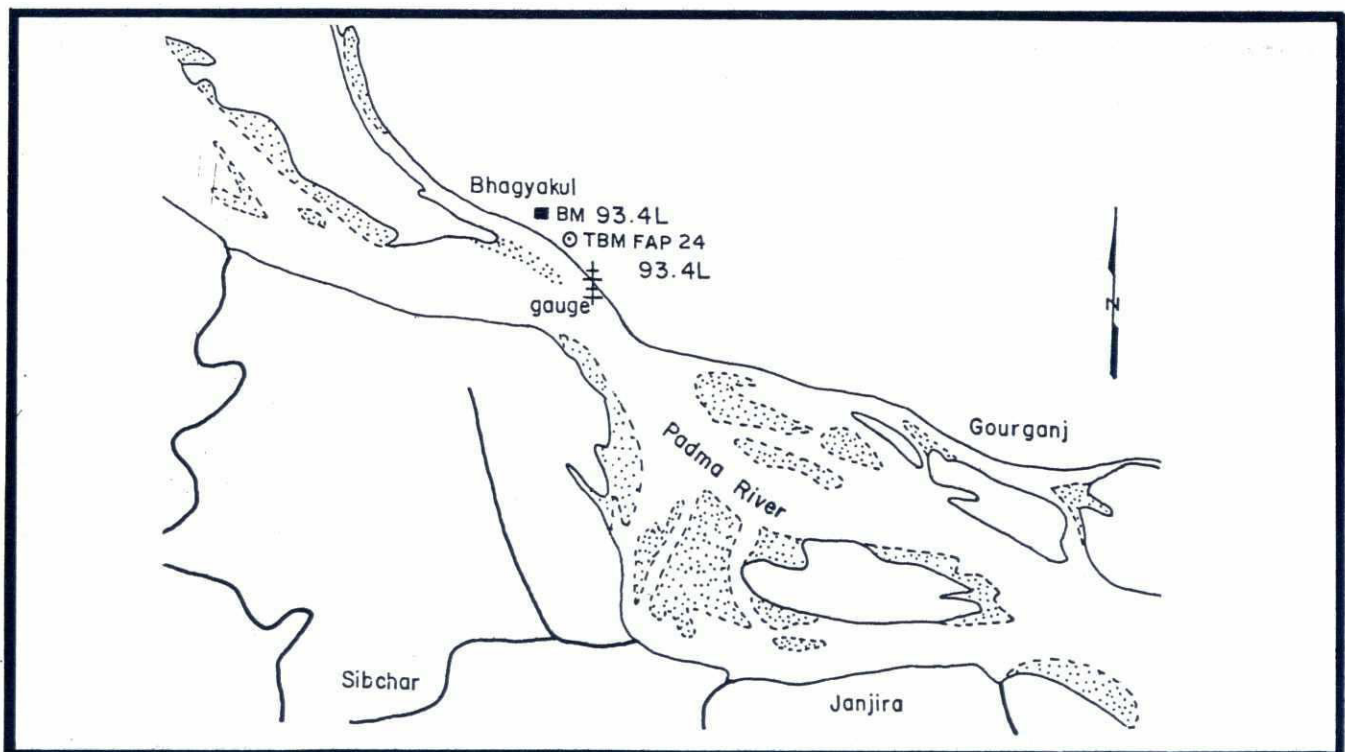 Bhagyakul
BM 93.4L
TBM FAP 24
93.4L
gauge
Padma River
Gourganj
N
Sibchar
Janjira